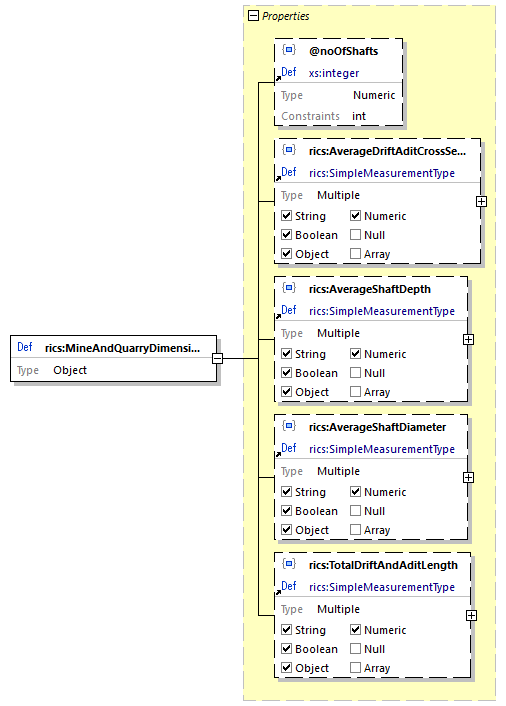 Properties
@noOfShafts
Def xs:integer
Type Numeric
Constraints int
rics:AverageDriftAditCrossSe...
Def rics:SimpleMeasurementType
Type Multiple
String Numeric
Boolean Null
Object Array
rics:AverageShaftDepth
Def rics:SimpleMeasurementType
Type Multiple
String Numeric
Boolean Null
Object Array
Def rics:MineAndQuarryDimensi...
Type Object
rics:AverageShaftDiameter
Def rics:SimpleMeasurementType
Type Multiple
String Numeric
Boolean Null
Object Array
rics:TotalDriftAndAditLength
Def rics:SimpleMeasurementType
Type Multiple
String Numeric
Boolean Null
Object Array